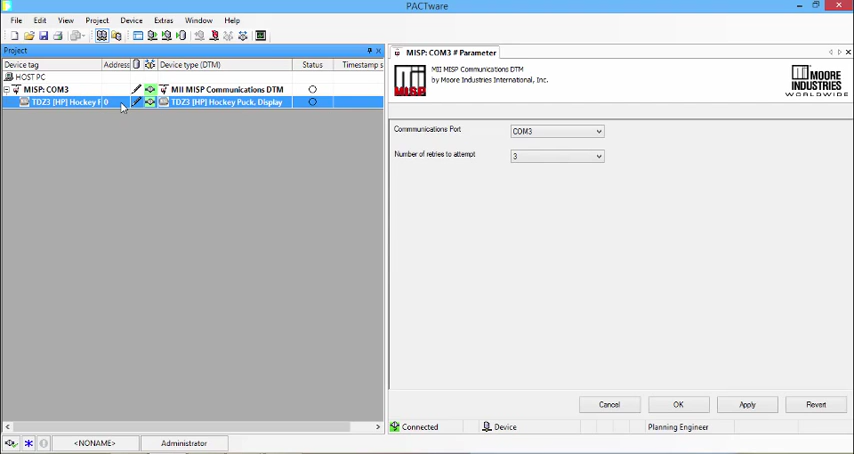 PACTware
File Edit View Project Device Extras Window Help
Project
Device tag Address Device type (DTM) Status Timestamp s
HOST PC
MISP: COM3 MII MISP Communications DTM
TDZ3 [HP] Hockey F 0 TDZ3 [HP] Hockey Puck, Display
MISP: COM3 # Parameter
MII MISP Communications DTM
by Moore Industries International, Inc.
mii
MISP
MOORE
INDUSTRIES
WORLDWIDE
Commmunications Port COM3
Number of retries to attempt 3
Cancel OK Apply Revert
Connected Device Planning Engineer
<NONAME> Administrator